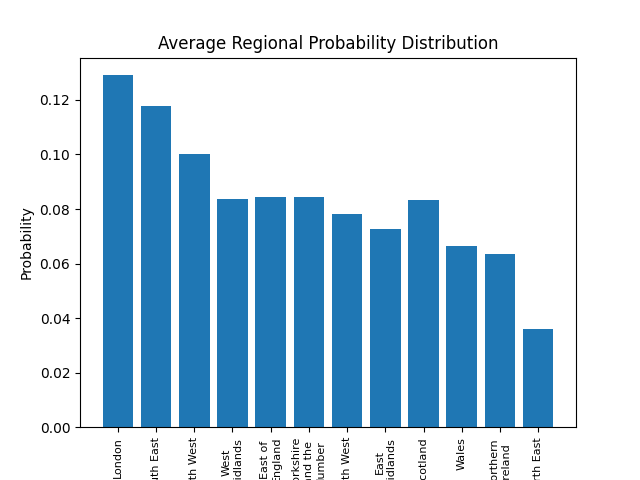 Average Regional Probability Distribution
Probability
0.12
0.10
0.08
0.06
0.04
0.02
0.00
London
uth East
th West
West
idlands
East of
ngland
orkshire
and the
umber
th West
East
idlands
cotland
Wales
orthern
reland
rth East